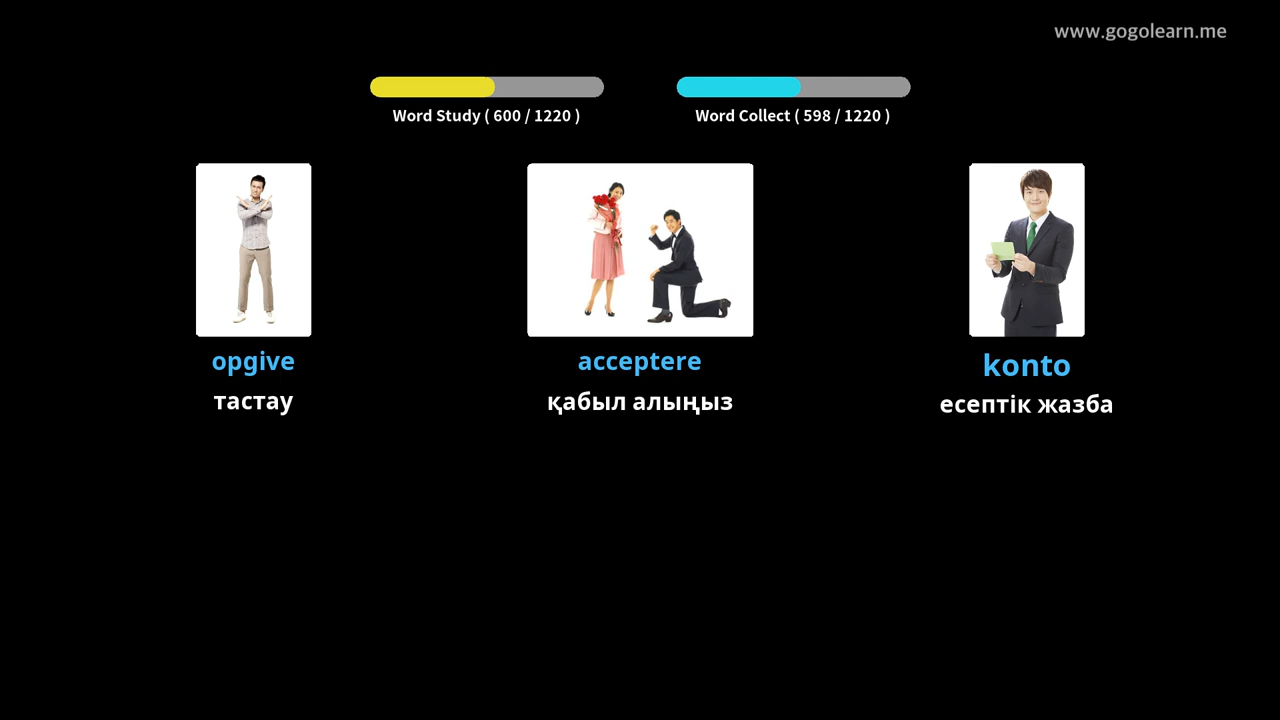 www.gogolearn.me
Word Study ( 600 / 1220 )
Word Collect ( 598 / 1220 )
opgive
тастау
acceptere
қабыл алыңыз
konto
есептік жазба